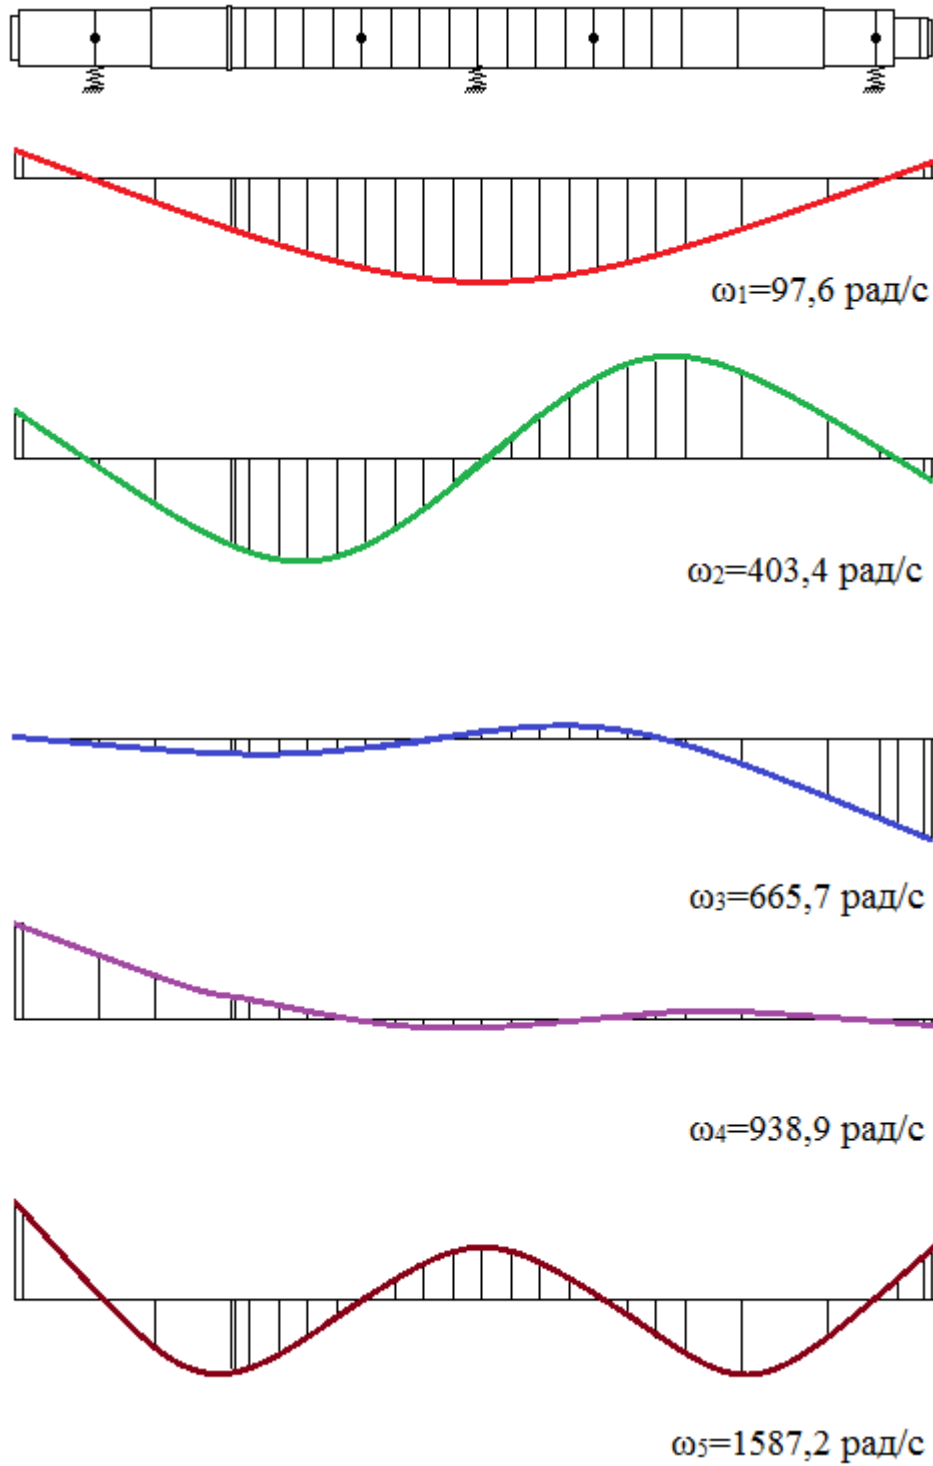 ω1=97,6 рад/с
ω2=403,4 рад/с
ω3=665,7 рад/с
ω4=938,9 рад/с
ω5=1587,2 рад/с